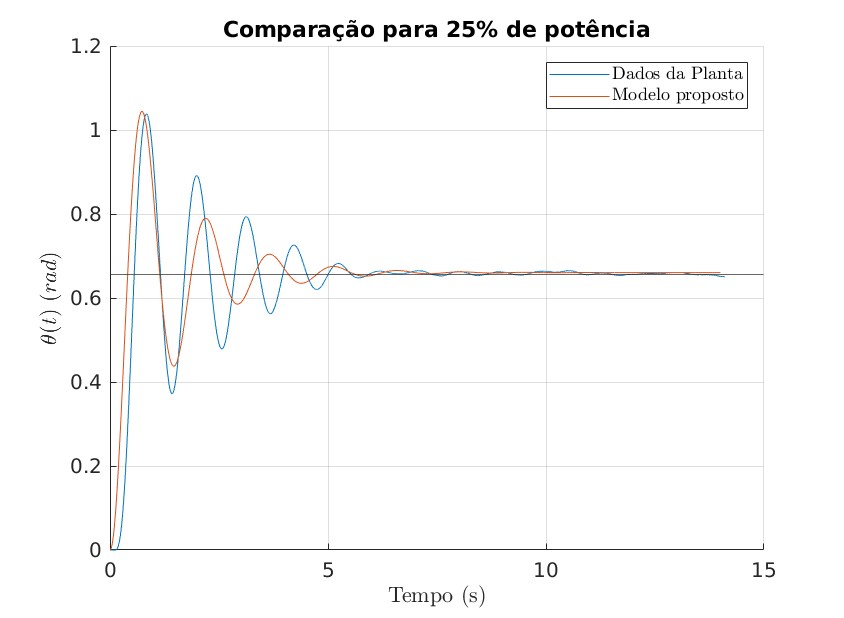 Comparação para 25% de potência
1.2
1
0.8
0.6
0.4
0.2
0
0
5
10
15
θ(t) (rad)
Tempo (s)
Dados da Planta
Modelo proposto